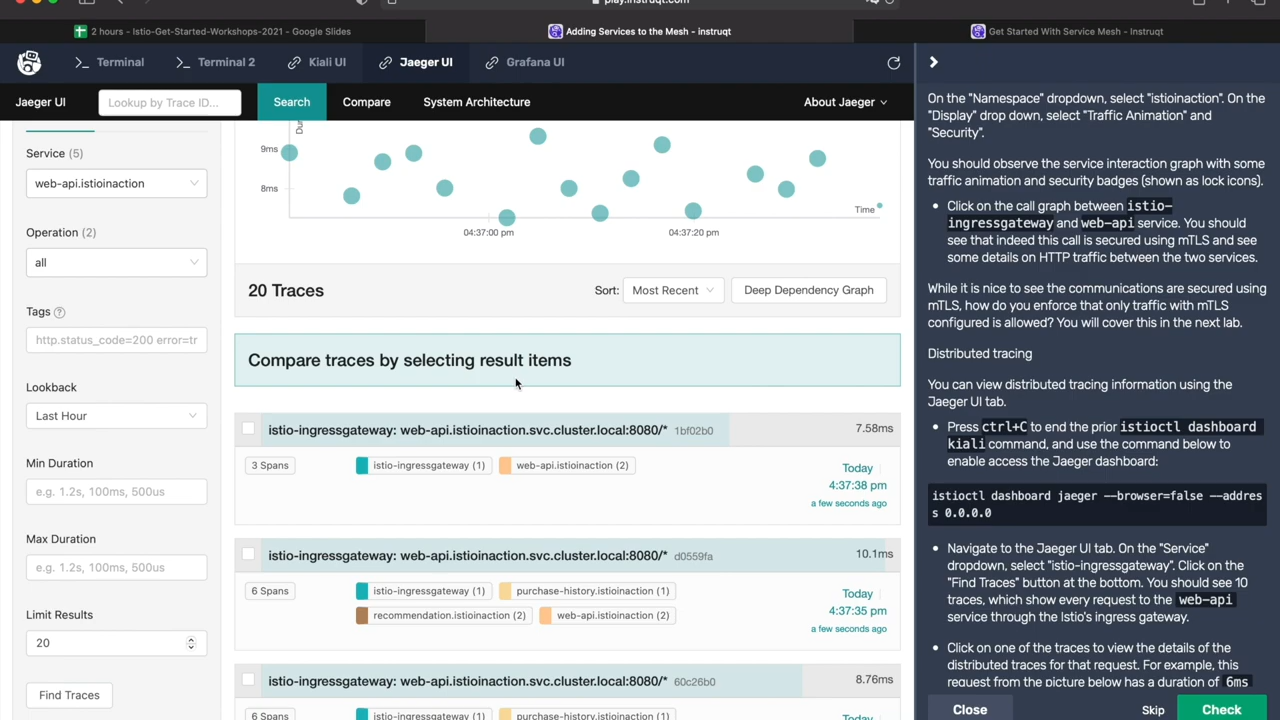 play.instruqt.com
2 hours - Istio-Get-Started-Workshops-2021 - Google Slides
Adding Services to the Mesh - instruqt
Get Started With Service Mesh - Instruqt
Terminal
Terminal 2
Kiali UI
Jaeger UI
Grafana UI
Jaeger UI
Lookup by Trace ID...
Search
Compare
System Architecture
About Jaeger
Service (5)
web-api.istioinaction
Operation (2)
all
Tags
http.status_code=200 error=tr
Lookback
Last Hour
Min Duration
e.g. 1.2s, 100ms, 500us
Max Duration
e.g. 1.2s, 100ms, 500us
Limit Results
20
Find Traces
9ms
8ms
Time
04:37:00 pm
04:37:20 pm
20 Traces
Sort:
Most Recent
Deep Dependency Graph
Compare traces by selecting result items
istio-ingressgateway: web-api.istioinaction.svc.cluster.local:8080/* 1bf02b0
7.58ms
3 Spans
istio-ingressgateway (1)
web-api.istioinaction (2)
Today
4:37:38 pm
a few seconds ago
istio-ingressgateway: web-api.istioinaction.svc.cluster.local:8080/* d0559fa
10.1ms
6 Spans
istio-ingressgateway (1)
purchase-history.istioinaction (1)
recommendation.istioinaction (2)
web-api.istioinaction (2)
Today
4:37:35 pm
a few seconds ago
istio-ingressgateway: web-api.istioinaction.svc.cluster.local:8080/* 60c26b0
8.76ms
6 Spans
istio-ingressgateway (1)
purchase-history.istioinaction (1)
Today
On the "Namespace" dropdown, select "istioinaction". On the
"Display" drop down, select "Traffic Animation" and
"Security".
You should observe the service interaction graph with some
traffic animation and security badges (shown as lock icons).
• Click on the call graph between istio-
ingressgateway and web-api service. You should
see that indeed this call is secured using mTLS and see
some details on HTTP traffic between the two services.
While it is nice to see the communications are secured using
mTLS, how do you enforce that only traffic with mTLS
configured is allowed? You will cover this in the next lab.
Distributed tracing
You can view distributed tracing information using the
Jaeger UI tab.
• Press ctrl+C to end the prior istioctl dashboard
kiali command, and use the command below to
enable access the Jaeger dashboard:
istioctl dashboard jaeger --browser=false --addres
s 0.0.0.0
• Navigate to the Jaeger UI tab. On the "Service"
dropdown, select "istio-ingressgateway". Click on the
"Find Traces" button at the bottom. You should see 10
traces, which show every request to the web-api
service through the Istio's ingress gateway.
• Click on one of the traces to view the details of the
distributed traces for that request. For example, this
request from the picture below has a duration of 6ms
Close
Skip
Check